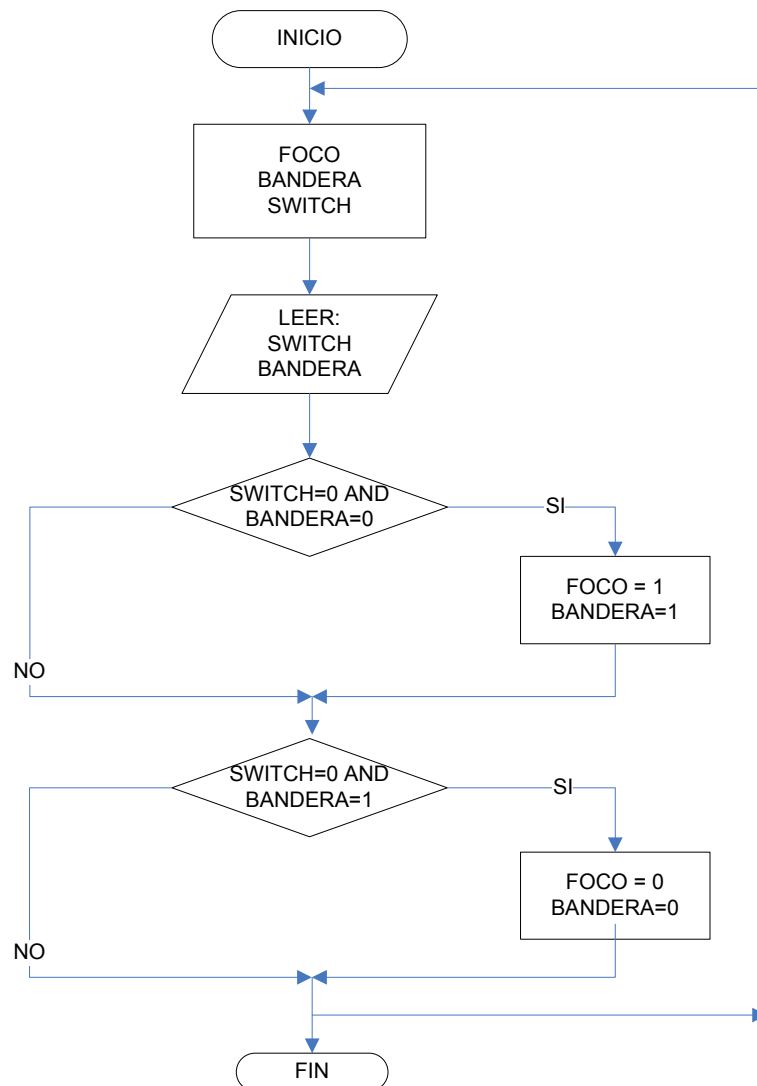 INICIO
FOCO
BANDERA
SWITCH
LEER:
SWITCH
BANDERA
SWITCH=0 AND
BANDERA=0
SI
FOCO = 1
BANDERA=1
NO
SWITCH=0 AND
BANDERA=1
SI
FOCO = 0
BANDERA=0
NO
FIN